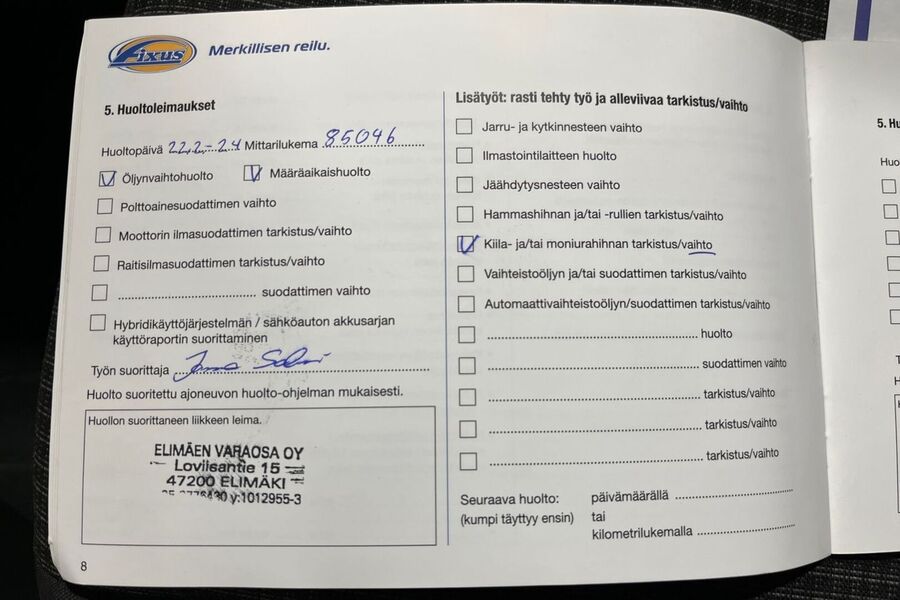 Fixus
Merkillisen reilu.
5. Huoltoleimaukset
Huoltopäivä 22.2.-24 Mittarilukema 85046
Öljynvaihtohuolto Määräaikaishuolto
Polttoainesuodattimen vaihto
Moottorin ilmasuodattimen tarkistus/vaihto
Raitisilmasuodattimen tarkistus/vaihto
suodattimen vaihto
Hybridikäyttöjärjestelmän / sähköauton akkusarjan
käyttöraportin suorittaminen
Työn suorittaja
Huolto suoritettu ajoneuvon huolto-ohjelman mukaisesti.
Huollon suorittaneen liikkeen leima.
ELIMÄEN VARAOSA OY
Loviisantie 15
47200 ELIMÄKI
y:1012955-3
8
Lisätyöt: rasti tehty työ ja alleviivaa tarkistus/vaihto
Jarru- ja kytkinnesteen vaihto
Ilmastointilaitteen huolto
Jäähdytysnesteen vaihto
Hammashihnan ja/tai -rullien tarkistus/vaihto
Kiila- ja/tai moniurahihnan tarkistus/vaihto
Vaihteistoöljyn ja/tai suodattimen tarkistus/vaihto
Automaattivaihteistoöljyn/suodattimen tarkistus/vaihto
huolto
suodattimen vaihto
tarkistus/vaihto
tarkistus/vaihto
tarkistus/vaihto
Seuraava huolto: päivämäärällä
(kumpi täyttyy ensin) tai
kilometrilukemalla